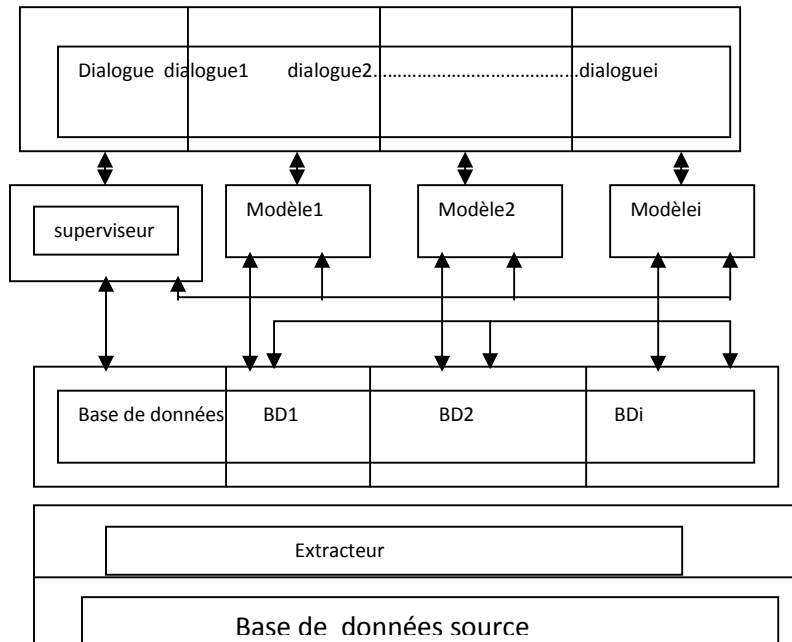 Dialogue dialogue1 dialogue2............................................dialoguei
superviseur
Modèle1 Modèle2 Modèlei
Base de données BD1 BD2 BDi
Extracteur
Base de données source